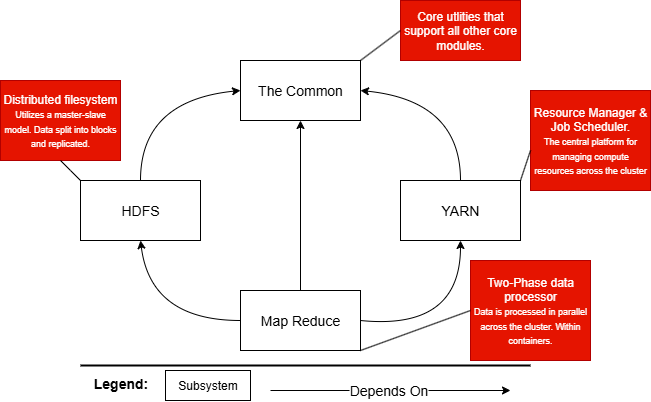 Core utlities that
support all other core
modules.
The Common
Distributed filesystem
Utilizes a master-slave
model. Data split into blocks
and replicated.
Resource Manager &
Job Scheduler.
The central platform for
managing compute
resources across the cluster
HDFS
YARN
Two-Phase data
processor
Data is processed in parallel
across the cluster. Within
containers.
Map Reduce
Legend:
Subsystem
Depends On